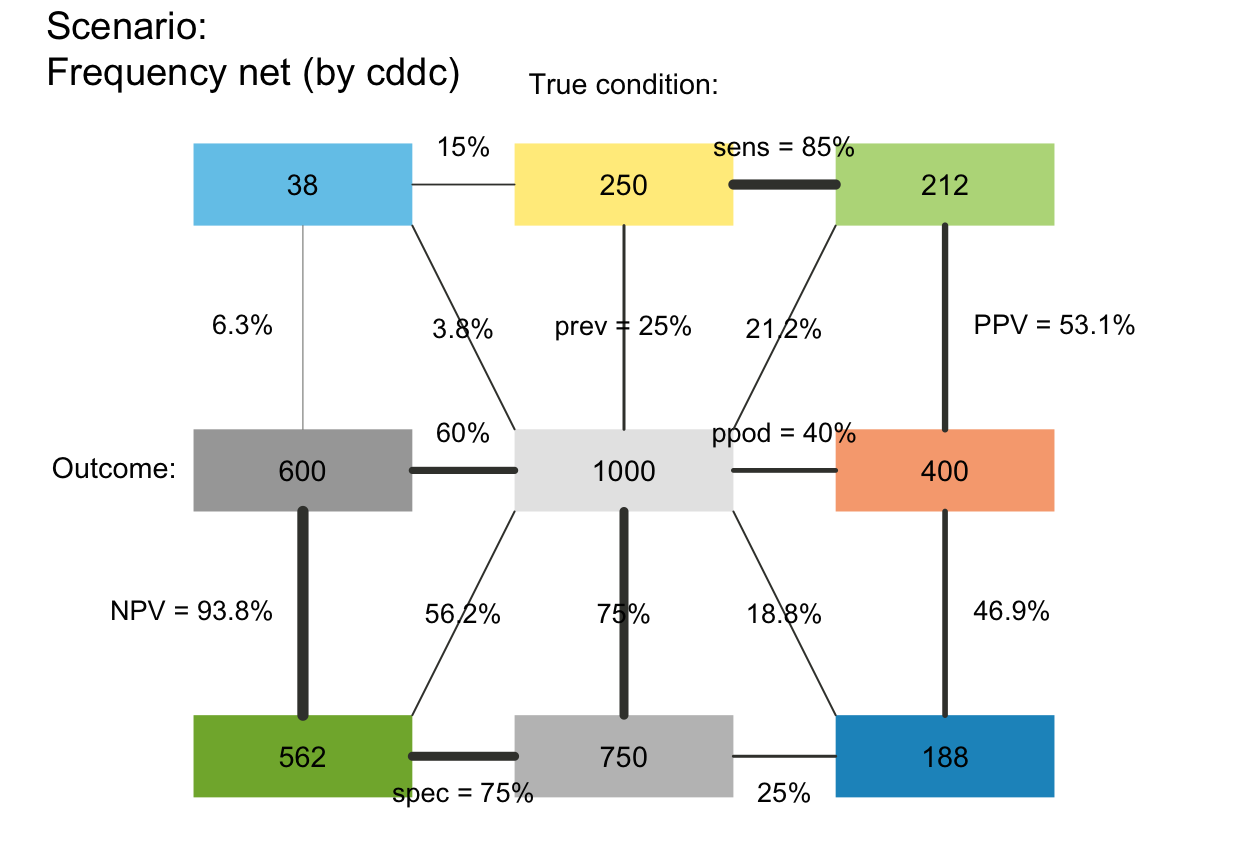 Scenario:
Frequency net (by cddc)
True condition:
15%
sens = 85%
38
250
212
6.3%
3.8%
prev = 25%
21.2%
PPV = 53.1%
60%
ppod = 40%
Outcome:
600
1000
400
NPV = 93.8%
56.2%
75%
18.8%
46.9%
562
750
188
spec = 75%
25%